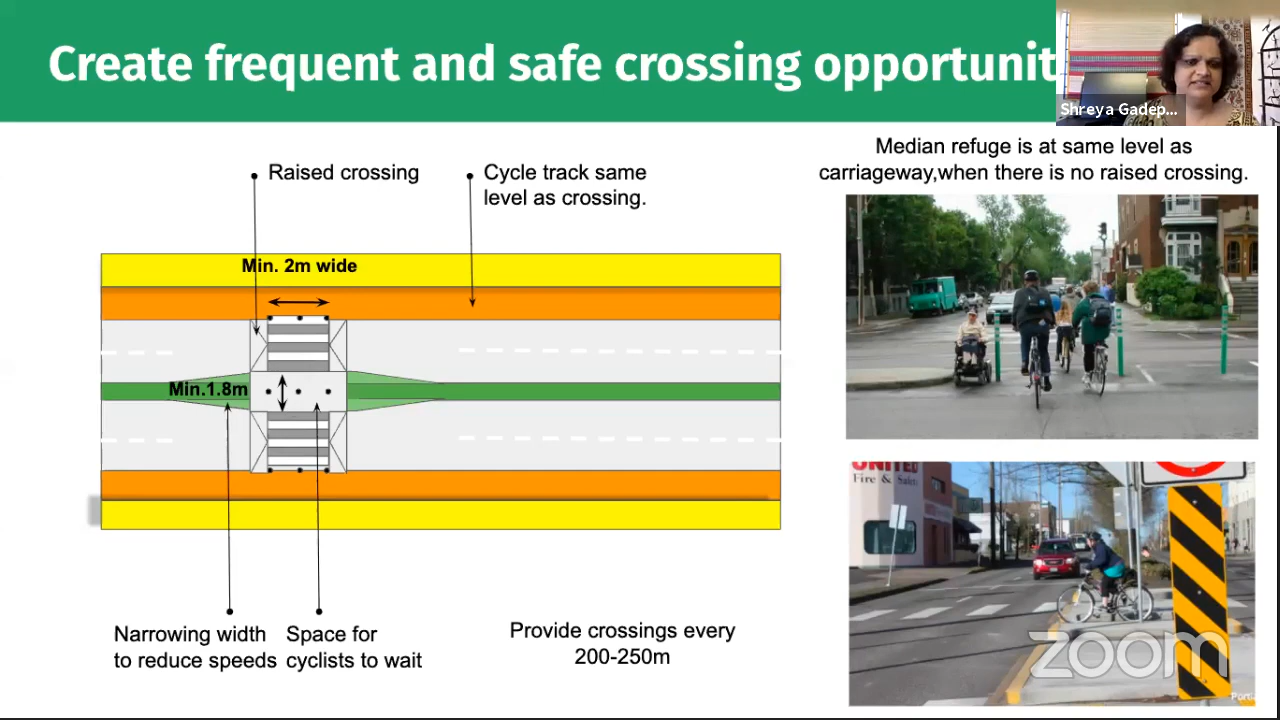 Create frequent and safe crossing opportunit
Shreya Gadep...
Median refuge is at same level as
carriageway,when there is no raised crossing.
Raised crossing
Cycle track same
level as crossing.
Min. 2m wide
Min.1.8m
Narrowing width
to reduce speeds
Space for
cyclists to wait
Provide crossings every
200-250m
UNITED
Fire & Safety
zoom